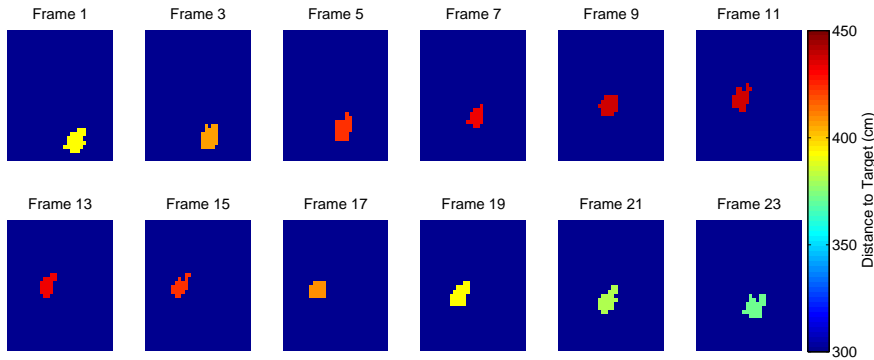 Frame 1
Frame 3
Frame 5
Frame 7
Frame 9
Frame 11
Frame 13
Frame 15
Frame 17
Frame 19
Frame 21
Frame 23
450
400
350
300
Distance to Target (cm)